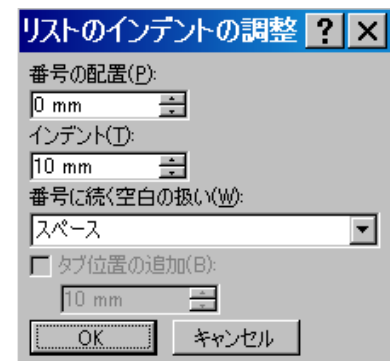 リストのインデントの調整 ? ×
番号の配置(P):
0 mm
インデント(T):
10 mm
番号に続く空白の扱い(W):
スペース
タブ位置の追加(B):
10 mm
OK キャンセル